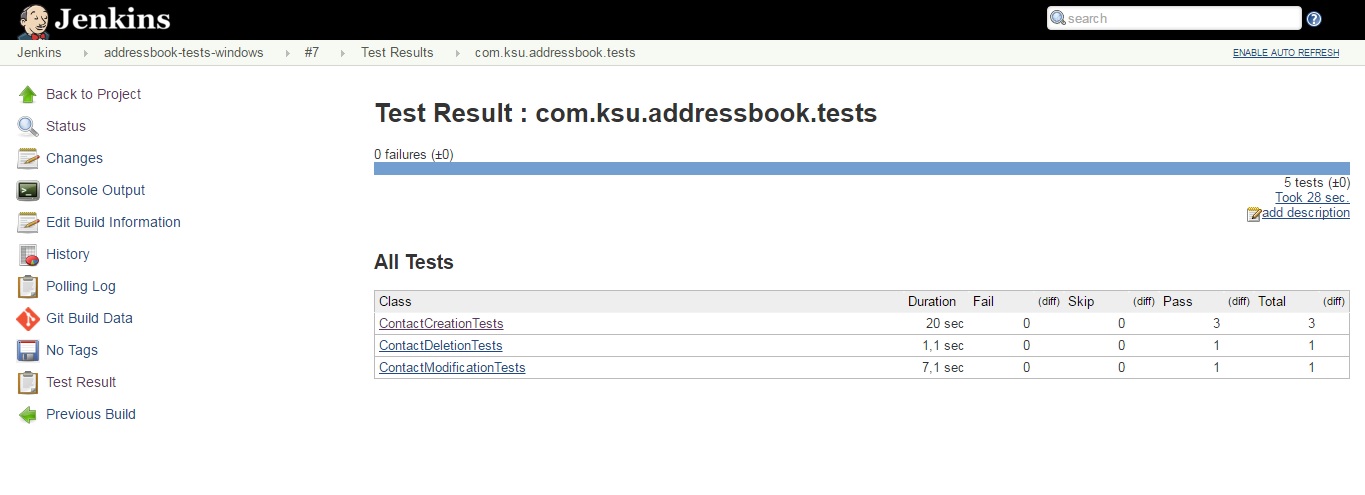 Jenkins
search
Jenkins addressbook-tests-windows #7 Test Results com.ksu.addressbook.tests
ENABLE AUTO REFRESH
Back to Project
Status
Changes
Console Output
Edit Build Information
History
Polling Log
Git Build Data
No Tags
Test Result
Previous Build
Test Result : com.ksu.addressbook.tests
0 failures (±0)
5 tests (±0)
Took 28 sec.
add description
All Tests
Class Duration Fail (diff) Skip (diff) Pass (diff) Total (diff)
ContactCreationTests 20 sec 0 0 3 3
ContactDeletionTests 1,1 sec 0 0 1 1
ContactModificationTests 7,1 sec 0 0 1 1